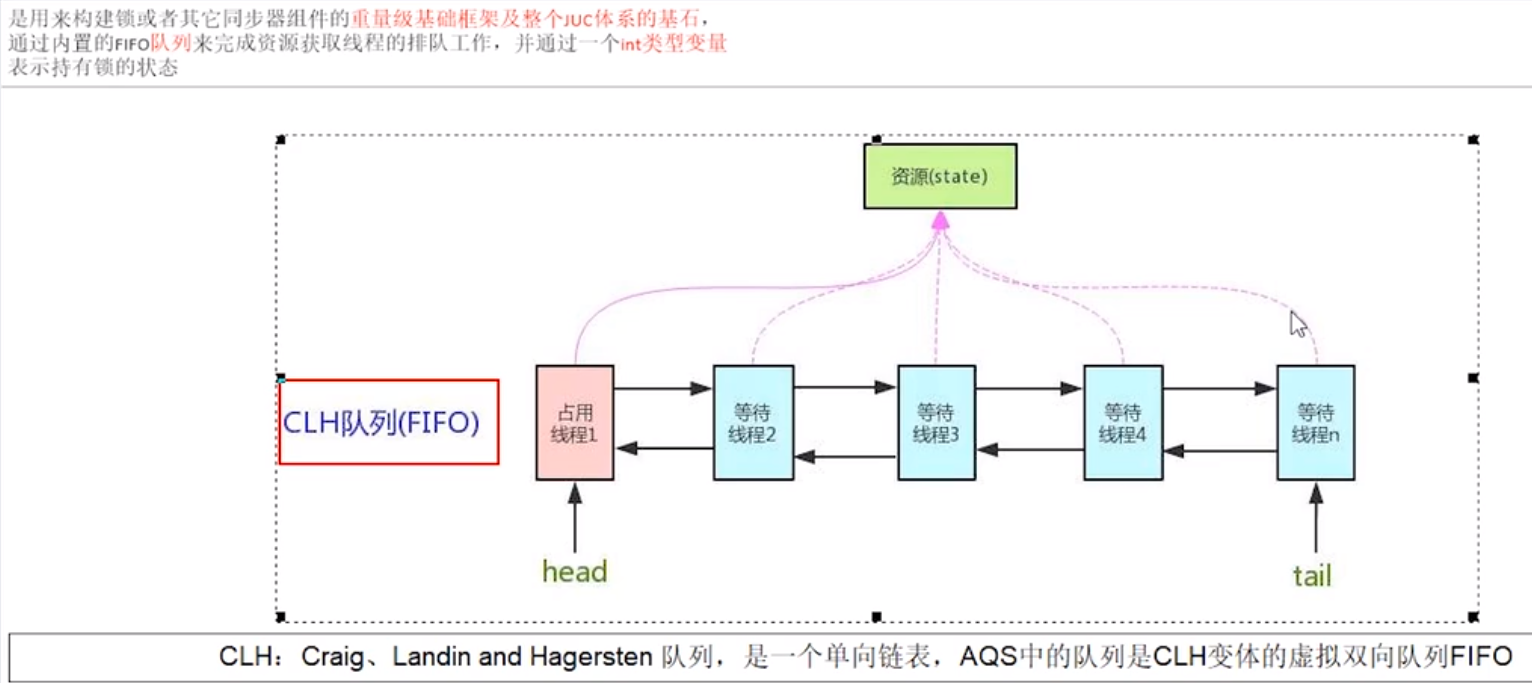 是用来构建锁或者其它同步器组件的重量级基础框架及整个JUC体系的基石，
通过内置的FIFO队列来完成资源获取线程的排队工作，并通过一个int类型变量
表示持有锁的状态
资源(state)
CLH队列(FIFO)
占用
线程1
等待
线程2
等待
线程3
等待
线程4
等待
线程n
head
tail
CLH：Craig、Landin and Hagersten 队列，是一个单向链表，AQS中的队列是CLH变体的虚拟双向队列FIFO